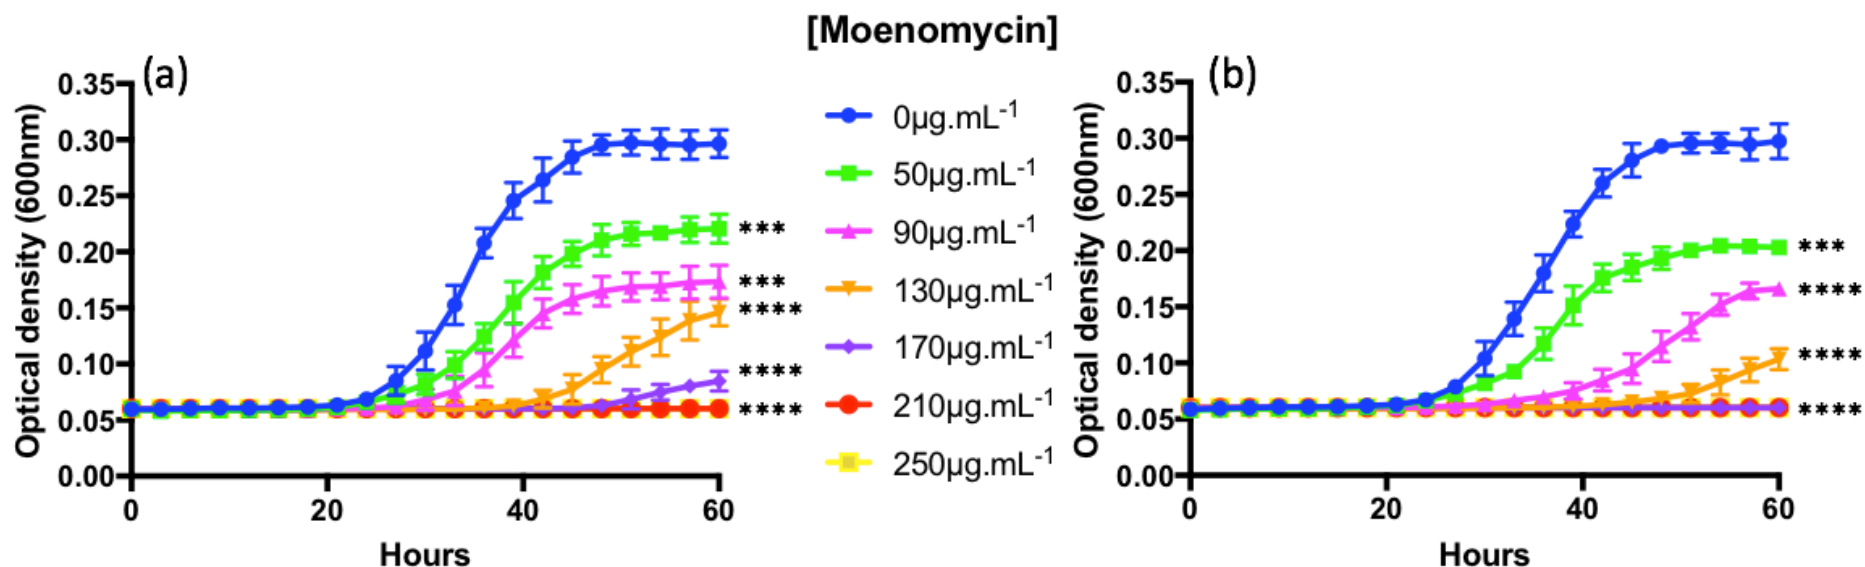 [Moenomycin]
(a)
Optical density (600nm)
0.35
0.30
0.25
0.20
0.15
0.10
0.05
0.00
0 20 40 60
Hours
***
***
****
****
****
0µg.mL-1
50µg.mL-1
90µg.mL-1
130µg.mL-1
170µg.mL-1
210µg.mL-1
250µg.mL-1
(b)
Optical density (600nm)
0.35
0.30
0.25
0.20
0.15
0.10
0.05
0.00
0 20 40 60
Hours
***
****
****
****